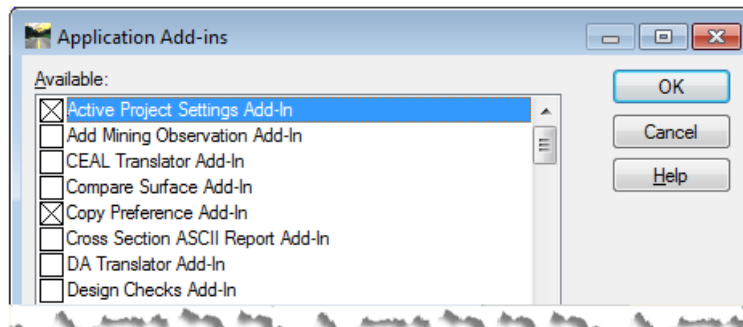 Application Add-ins
Available:
Active Project Settings Add-In
Add Mining Observation Add-In
CEAL Translator Add-In
Compare Surface Add-In
Copy Preference Add-In
Cross Section ASCII Report Add-In
DA Translator Add-In
Design Checks Add-In
OK
Cancel
Help